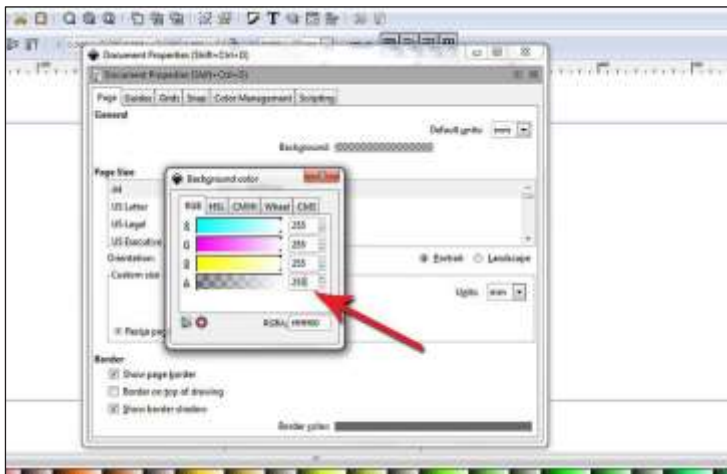 Document Properties (Shift+Ctrl+D)
Document Properties (Shift+Ctrl+D)
Page Guides Grids Snap Color Management Scripting
General
Default units: mm
Background:
Page Size
A4
US Letter
US Legal
US Executive
Orientation: Portrait Landscape
Custom size
Units: mm
Resize pag
Border
Show page border
Border on top of drawing
Show border shadow
Border color:
Background color
RGB HSL CMYK Wheel CMS
R 255
G 255
B 255
A 255
RGBA: ffffff00